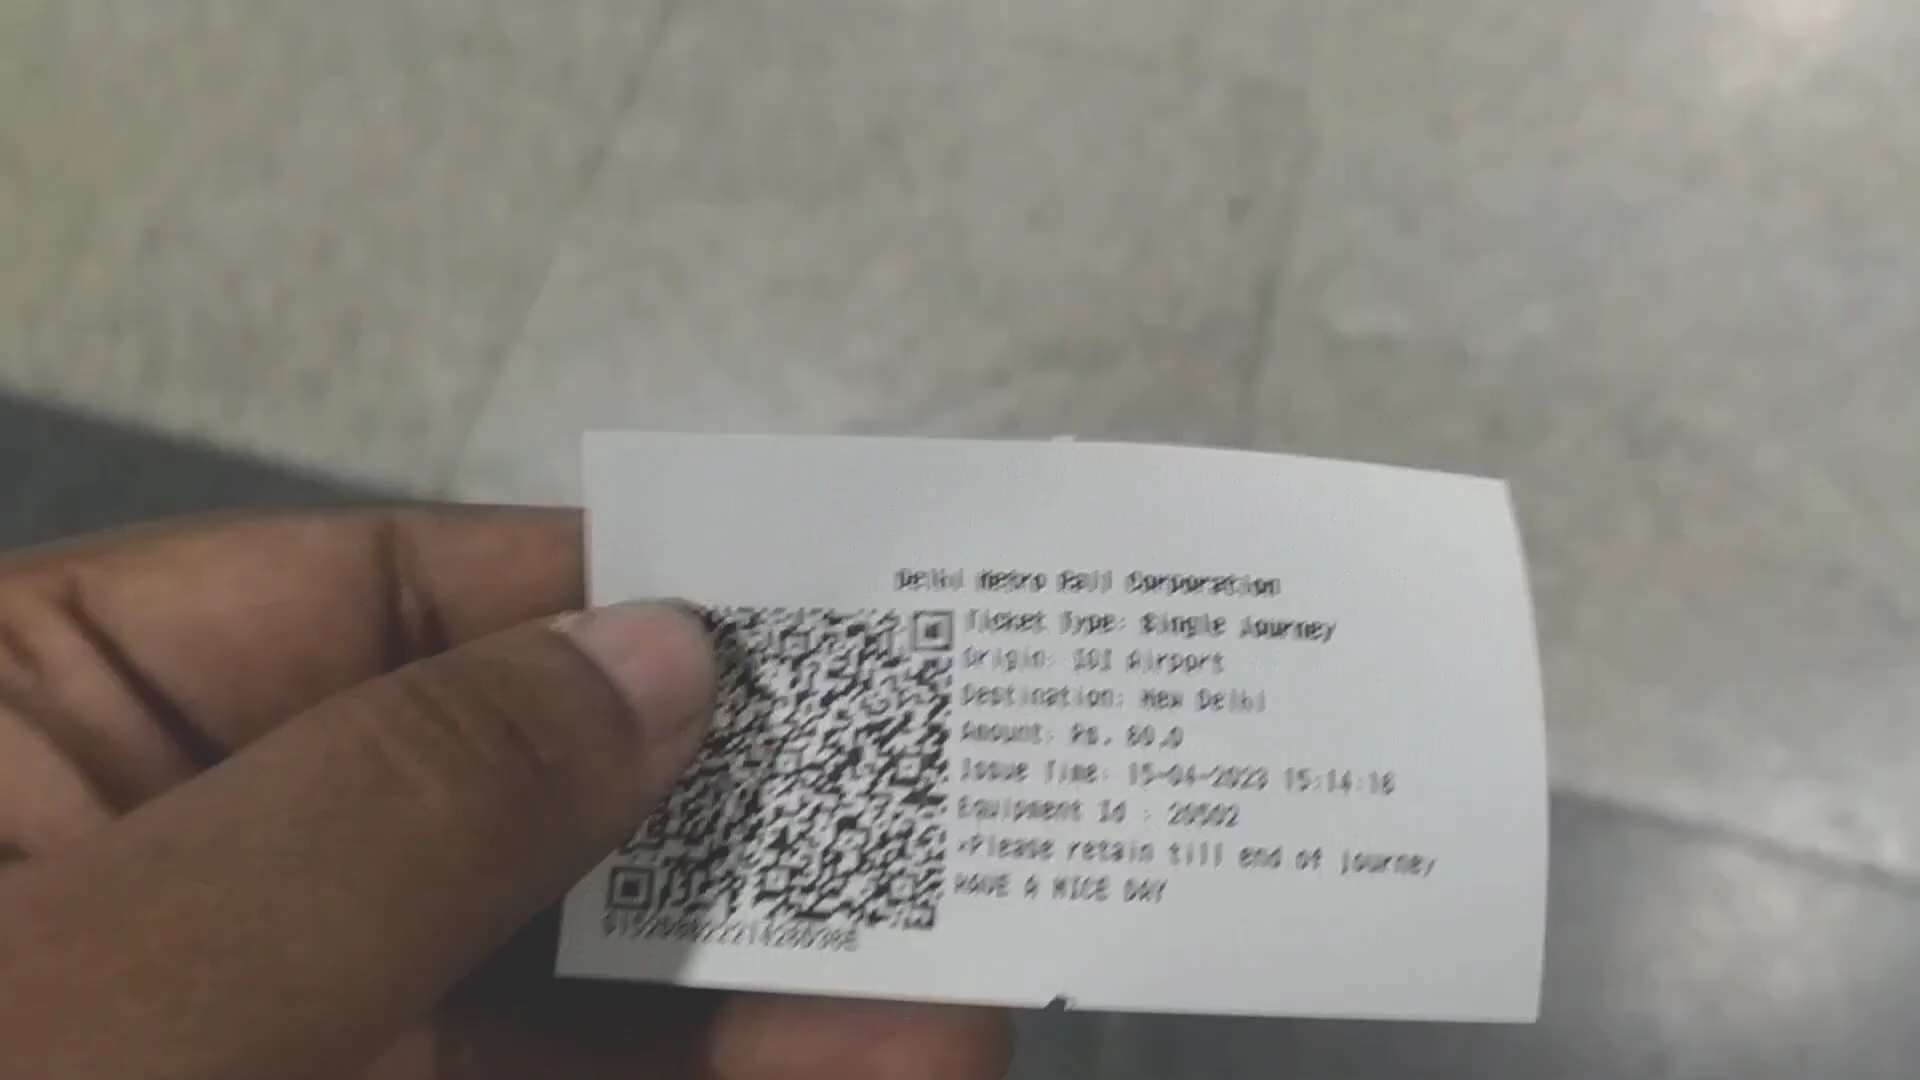 Delhi Metro Rail Corporation
Ticket Type: Single Journey
Origin: IGI Airport
Destination: New Delhi
Amount: Rs. 60.0
Issue Time: 15-04-2023 15:14:16
Equipment Id : 20502
*Please retain till end of journey
HAVE A NICE DAY